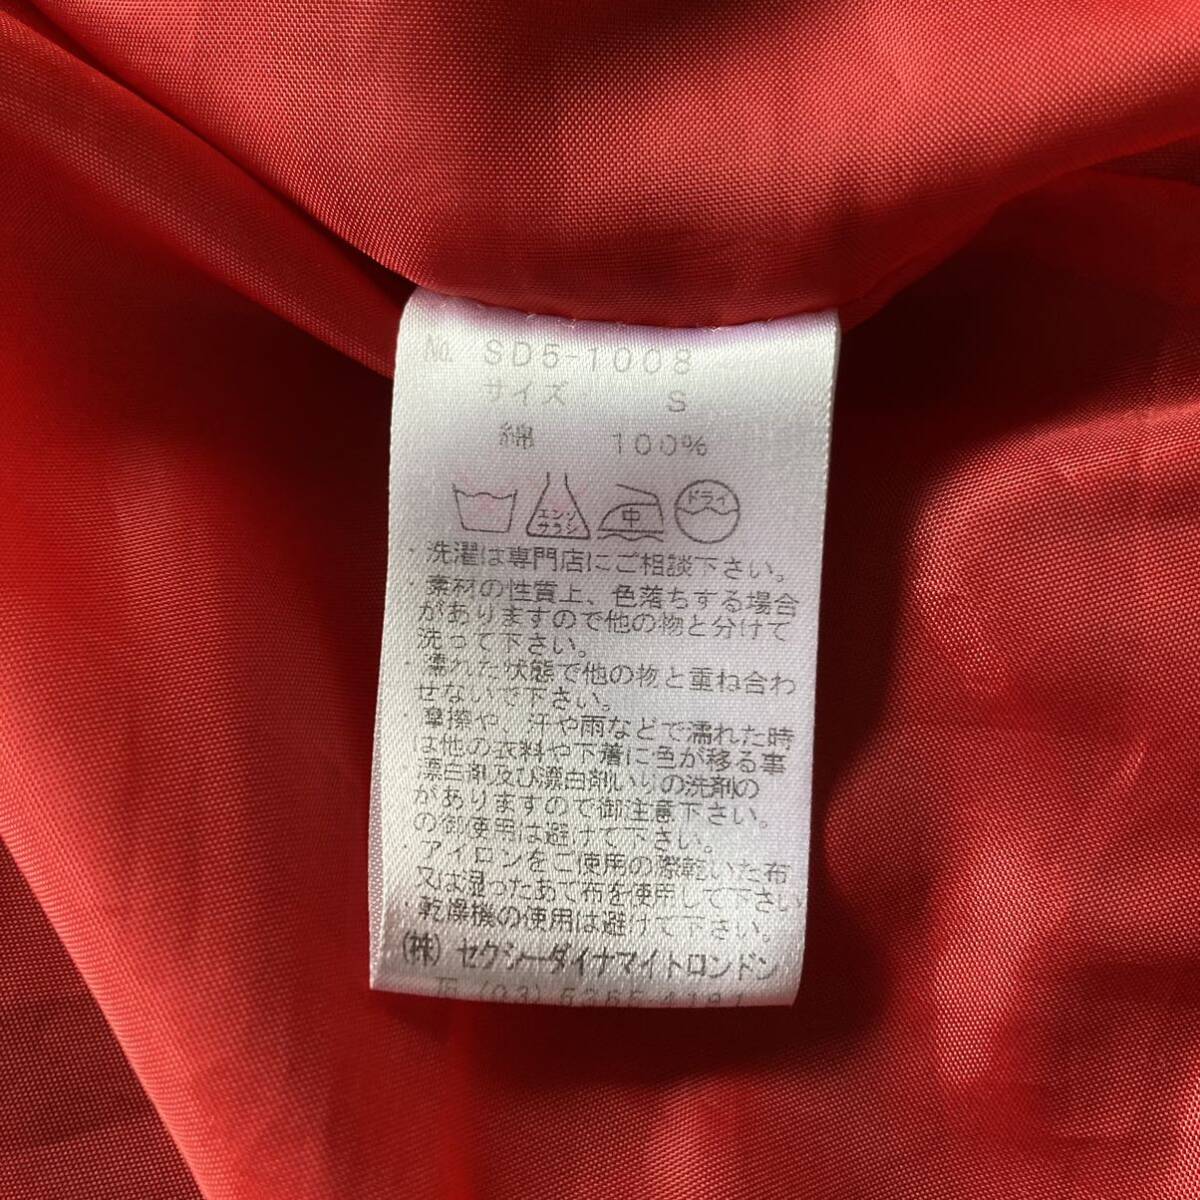 No. SD5-1008
サイズ S
綿 100%
エンソ
サラシ
中
ドライ
・洗濯は専門店にご相談下さい。
・素材の性質上、色落ちする場合
がありますので他の物と分けて
洗って下さい。
・濡れた状態で他の物と重ね合わ
せないで下さい。
・摩擦や、汗や雨などで濡れた時
は他の衣料や下着に色が移る事
漂白剤及び漂白剤いりの洗剤の
がありますので御注意下さい。
の御使用は避けて下さい。
アイロンをご使用の際乾いた布
又は湿ったあて布を使用して下さい
・乾燥機の使用は避けて下さい。
(株)セクシーダイナマイトロンドン